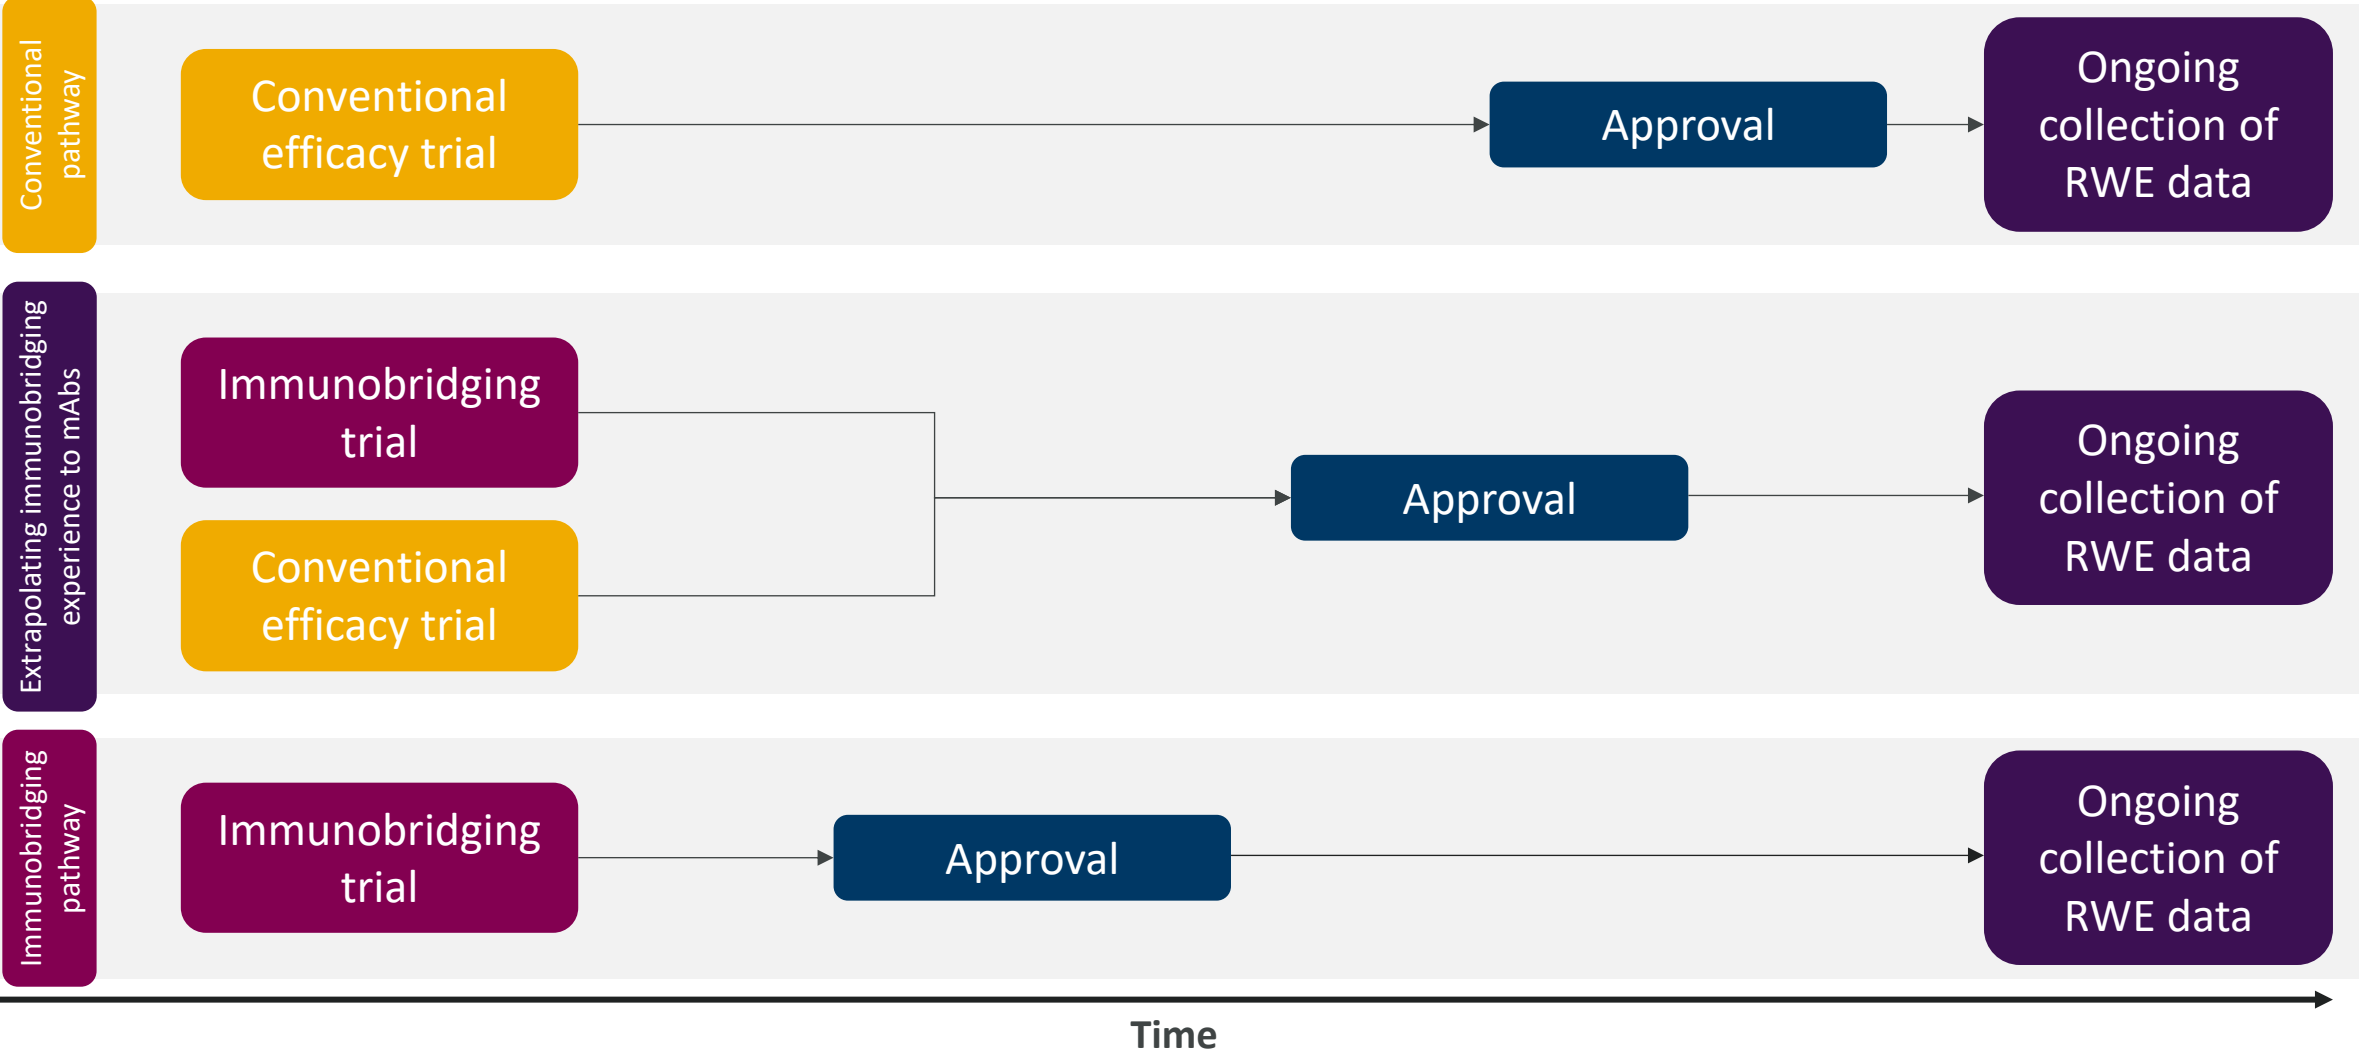 Conventional
pathway
Conventional
efficacy trial
Approval
Ongoing
collection of
RWE data
Extrapolating immunobridging
experience to mAbs
Immunobridging
trial
Conventional
efficacy trial
Approval
Ongoing
collection of
RWE data
Immunobridging
pathway
Immunobridging
trial
Approval
Ongoing
collection of
RWE data
Time